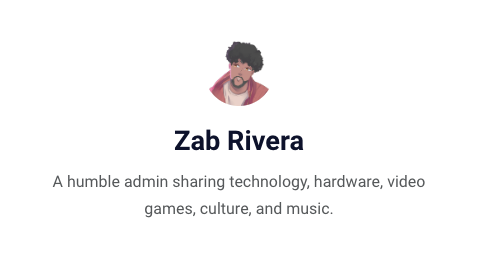 Zab Rivera
A humble admin sharing technology, hardware, video
games, culture, and music.